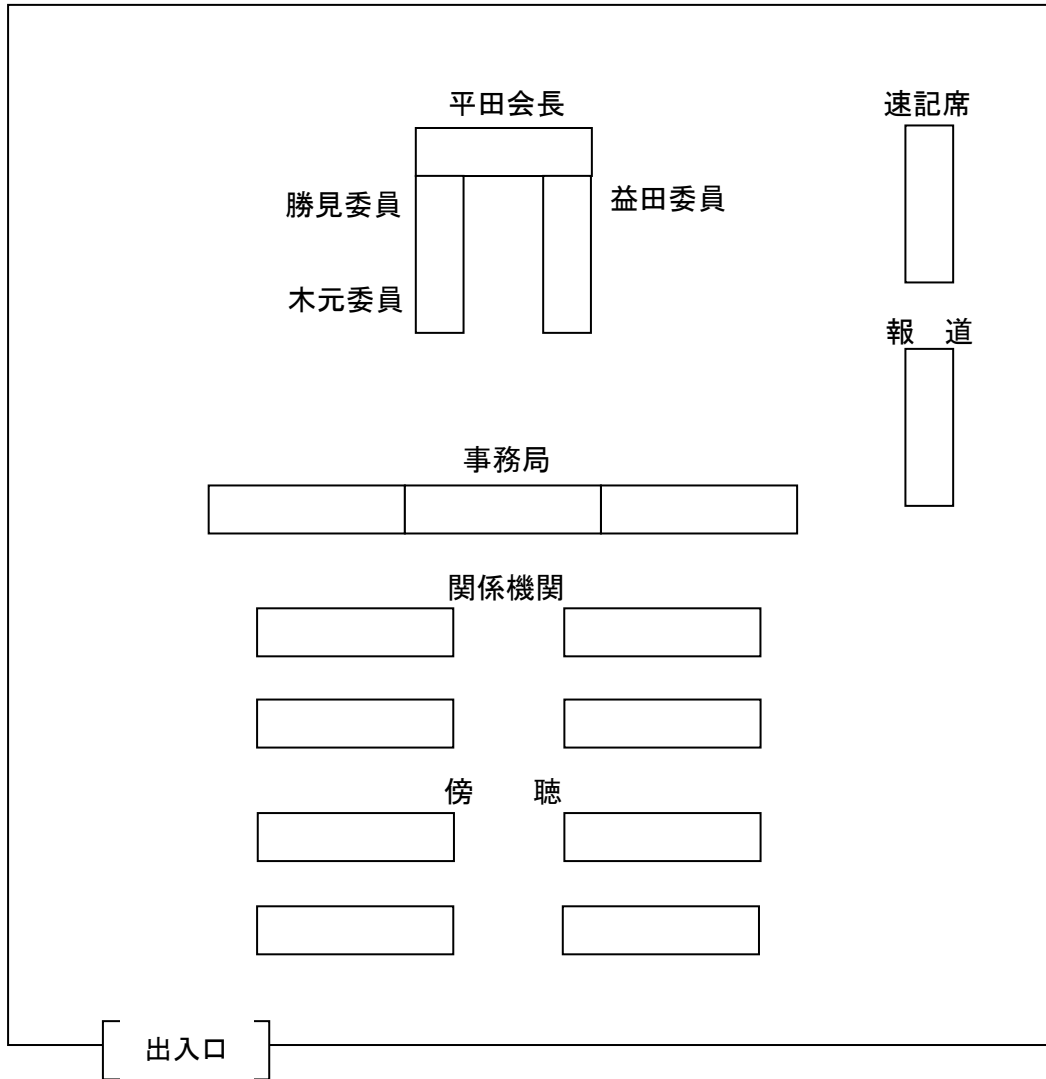 平田会長
速記席
勝見委員
益田委員
木元委員
報　道
事務局
関係機関
傍　　聴
出入口